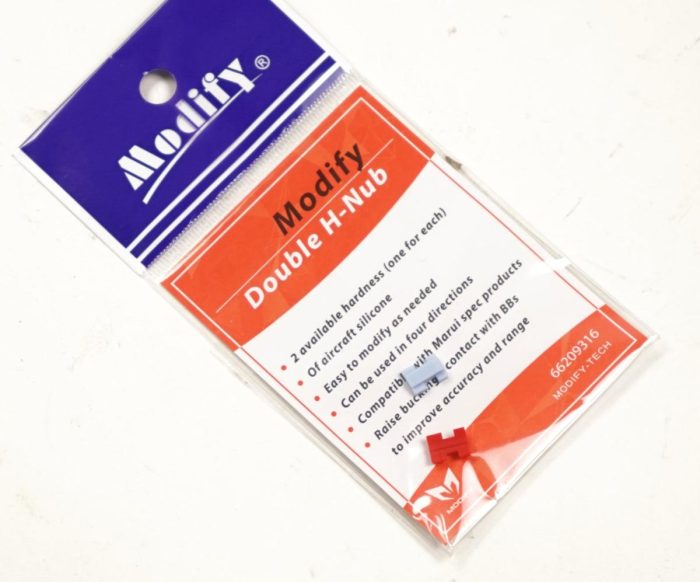 Modify®
Modify
Double H-Nub
• 2 available hardness (one for each)
• Of aircraft silicone
• Easy to modify as needed
• Can be used in four directions
• Compatib with Marui spec products
• Raise bucking contact with BBs
to improve accuracy and range
66209316
MODIFY-TECH